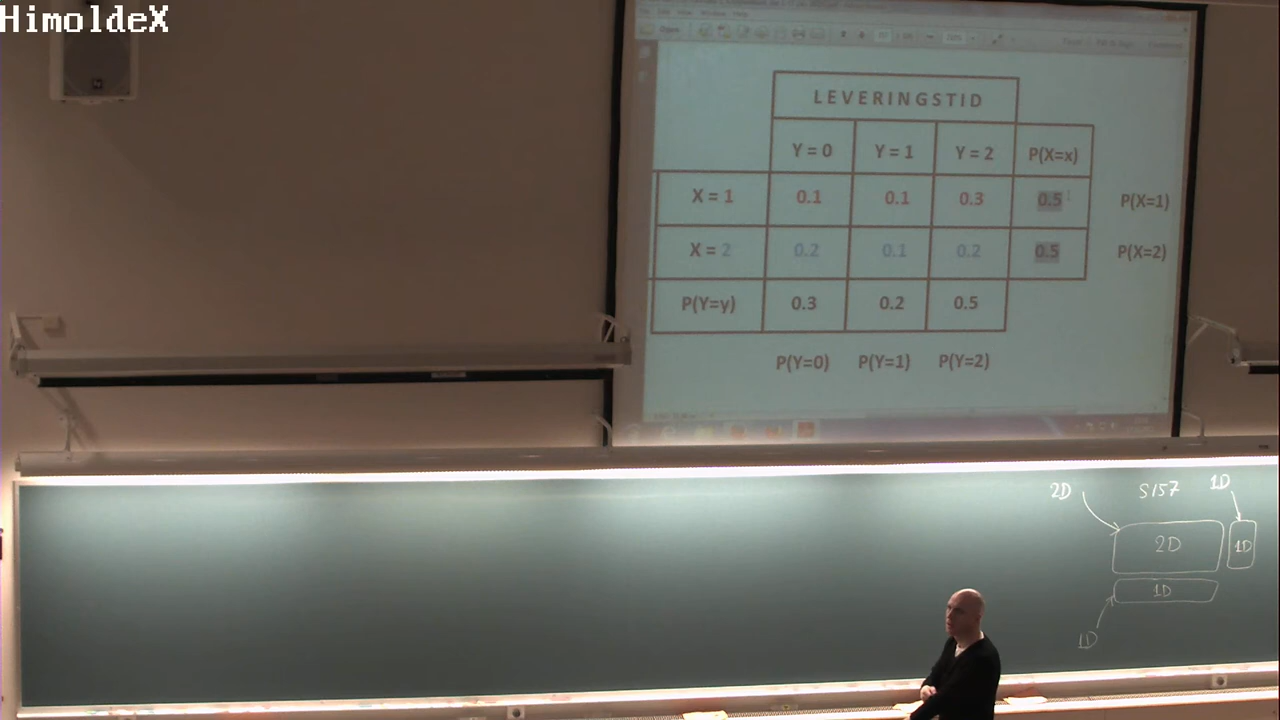 HimoldeX
LEVERINGSTID
Y = 0 Y = 1 Y = 2 P(X=x)
X = 1 0.1 0.1 0.3 0.5 P(X=1)
X = 2 0.2 0.1 0.2 0.5 P(X=2)
P(Y=y) 0.3 0.2 0.5
P(Y=0) P(Y=1) P(Y=2)
2D S157 1D
2D 1D
1D
1D